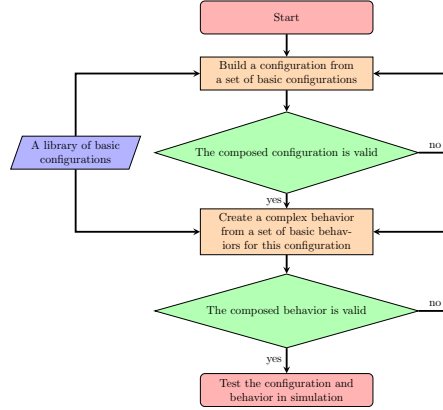 Start
Build a configuration from
a set of basic configurations
A library of basic
configurations
The composed configuration is valid
no
yes
Create a complex behavior
from a set of basic behav-
iors for this configuration
The composed behavior is valid
no
yes
Test the configuration and
behavior in simulation